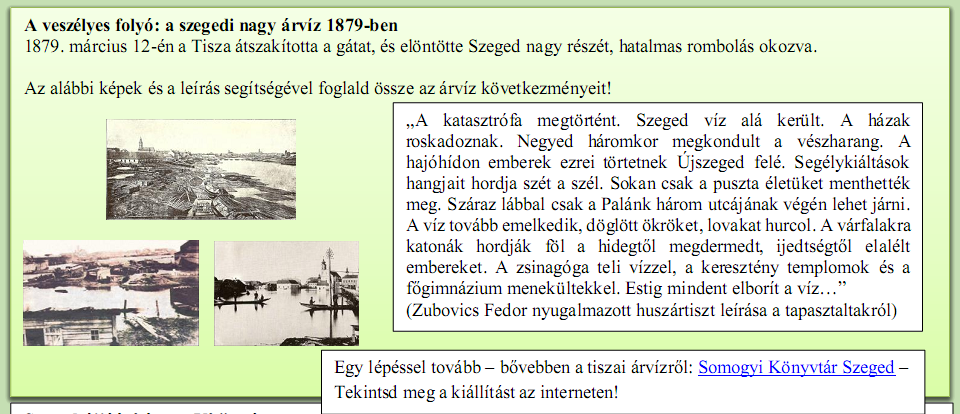 A veszélyes folyó: a szegedi nagy árvíz 1879-ben
1879. március 12-én a Tisza átszakította a gátat, és elöntötte Szeged nagy részét, hatalmas rombolás okozva.
Az alábbi képek és a leírás segítségével foglald össze az árvíz következményeit!
„A katasztrófa megtörtént. Szeged víz alá került. A házak
roskadoznak. Negyed háromkor megkondult a vészharang. A
hajóhídon emberek ezrei törtetnek Újszeged felé. Segélykiáltások
hangjait hordja szét a szél. Sokan csak a puszta életüket menthették
meg. Száraz lábbal csak a Palánk három utcájának végén lehet járni.
A víz tovább emelkedik, döglött ökröket, lovakat hurcol. A várfalakra
katonák hordják föl a hidegtől megdermedt, ijedtségtől elalélt
embereket. A zsinagóga teli vízzel, a keresztény templomok és a
főgimnázium menekültekkel. Estig mindent elborít a víz…”
(Zubovics Fedor nyugalmazott huszártiszt leírása a tapasztaltakról)
Egy lépéssel tovább – bővebben a tiszai árvízről: Somogyi Könyvtár Szeged –
Tekintsd meg a kiállítást az interneten!